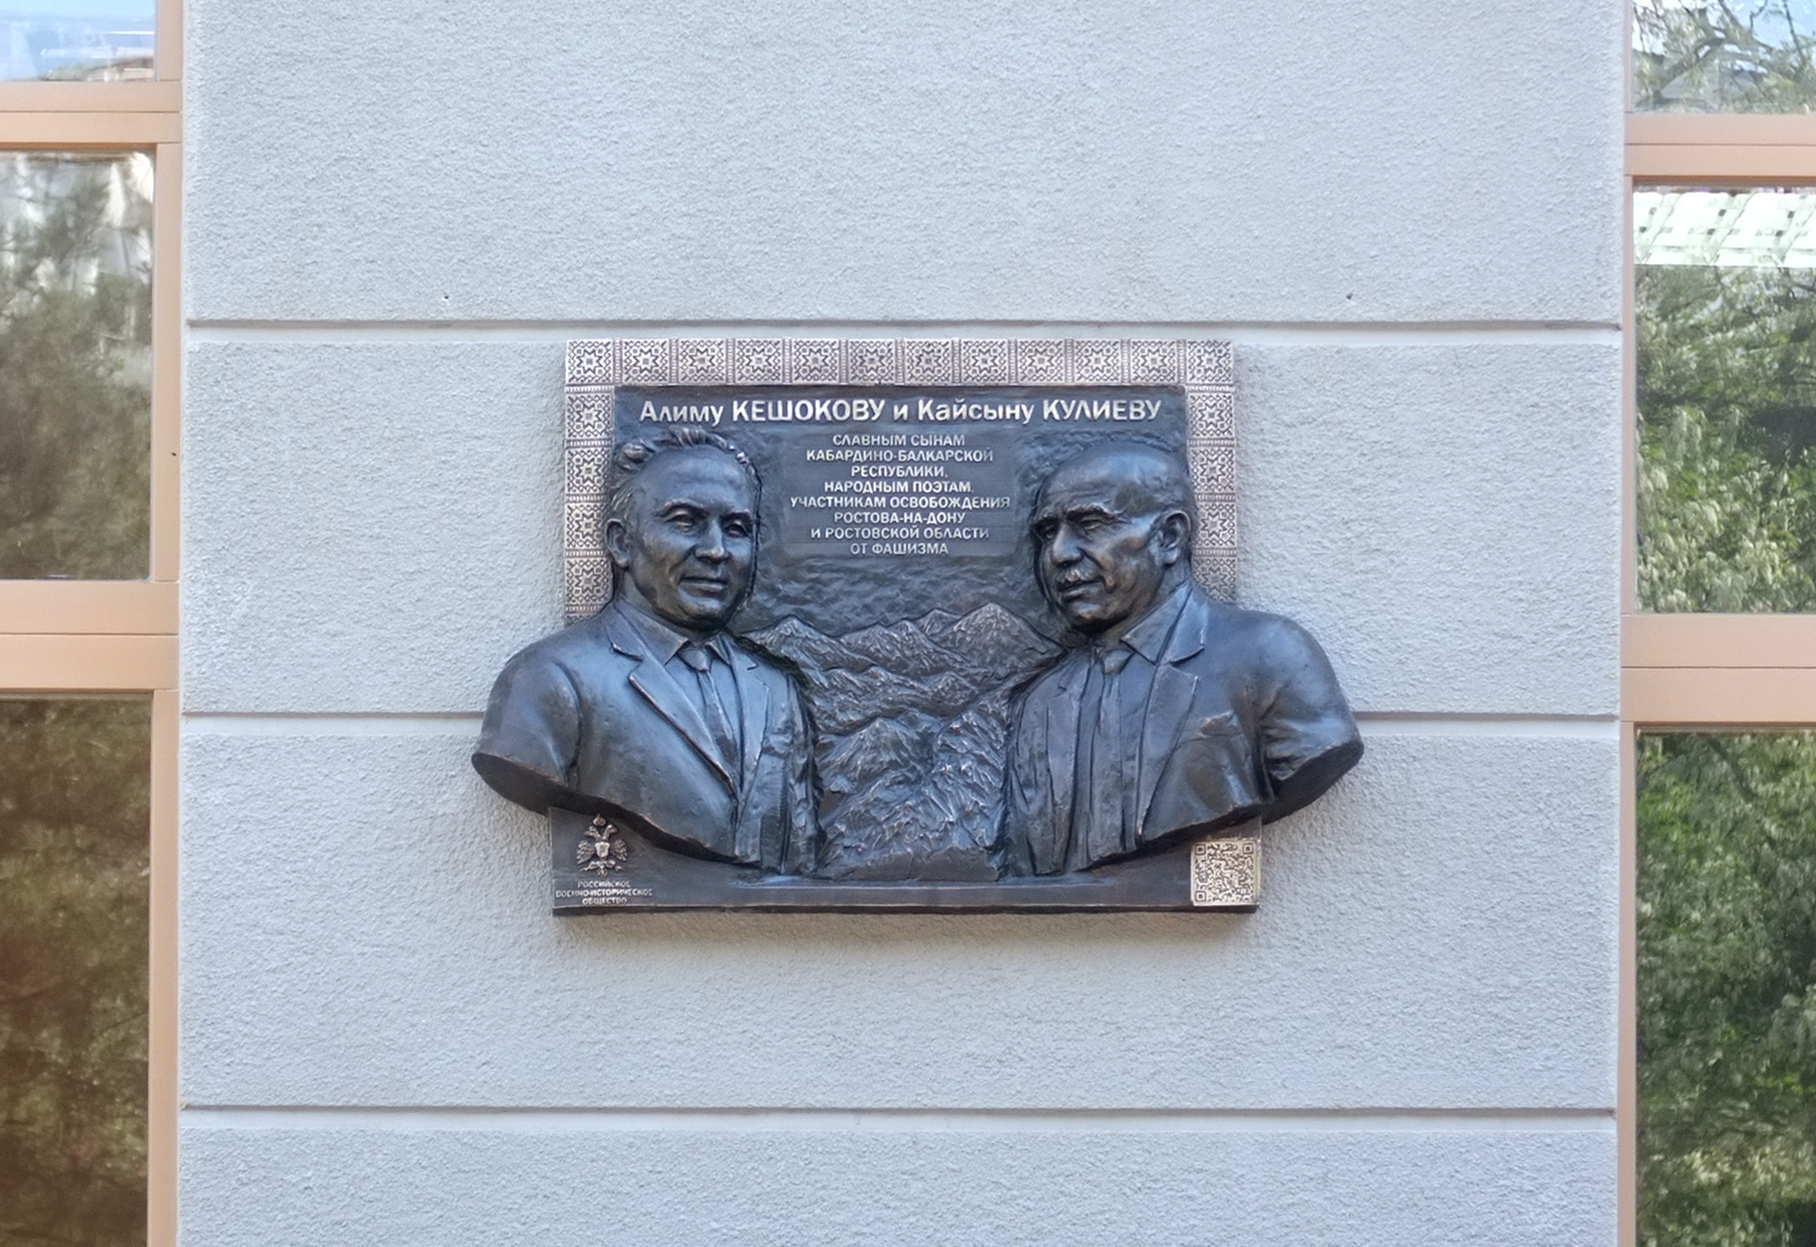 Алиму КЕШОКОВУ и Кайсыну КУЛИЕВУ
СЛАВНЫМ СЫНАМ
КАБАРДИНО-БАЛКАРСКОЙ
РЕСПУБЛИКИ,
НАРОДНЫМ ПОЭТАМ,
УЧАСТНИКАМ ОСВОБОЖДЕНИЯ
РОСТОВА-НА-ДОНУ
И РОСТОВСКОЙ ОБЛАСТИ
ОТ ФАШИЗМА
РОССИЙСКОЕ
ВОЕННО-ИСТОРИЧЕСКОЕ
ОБЩЕСТВО